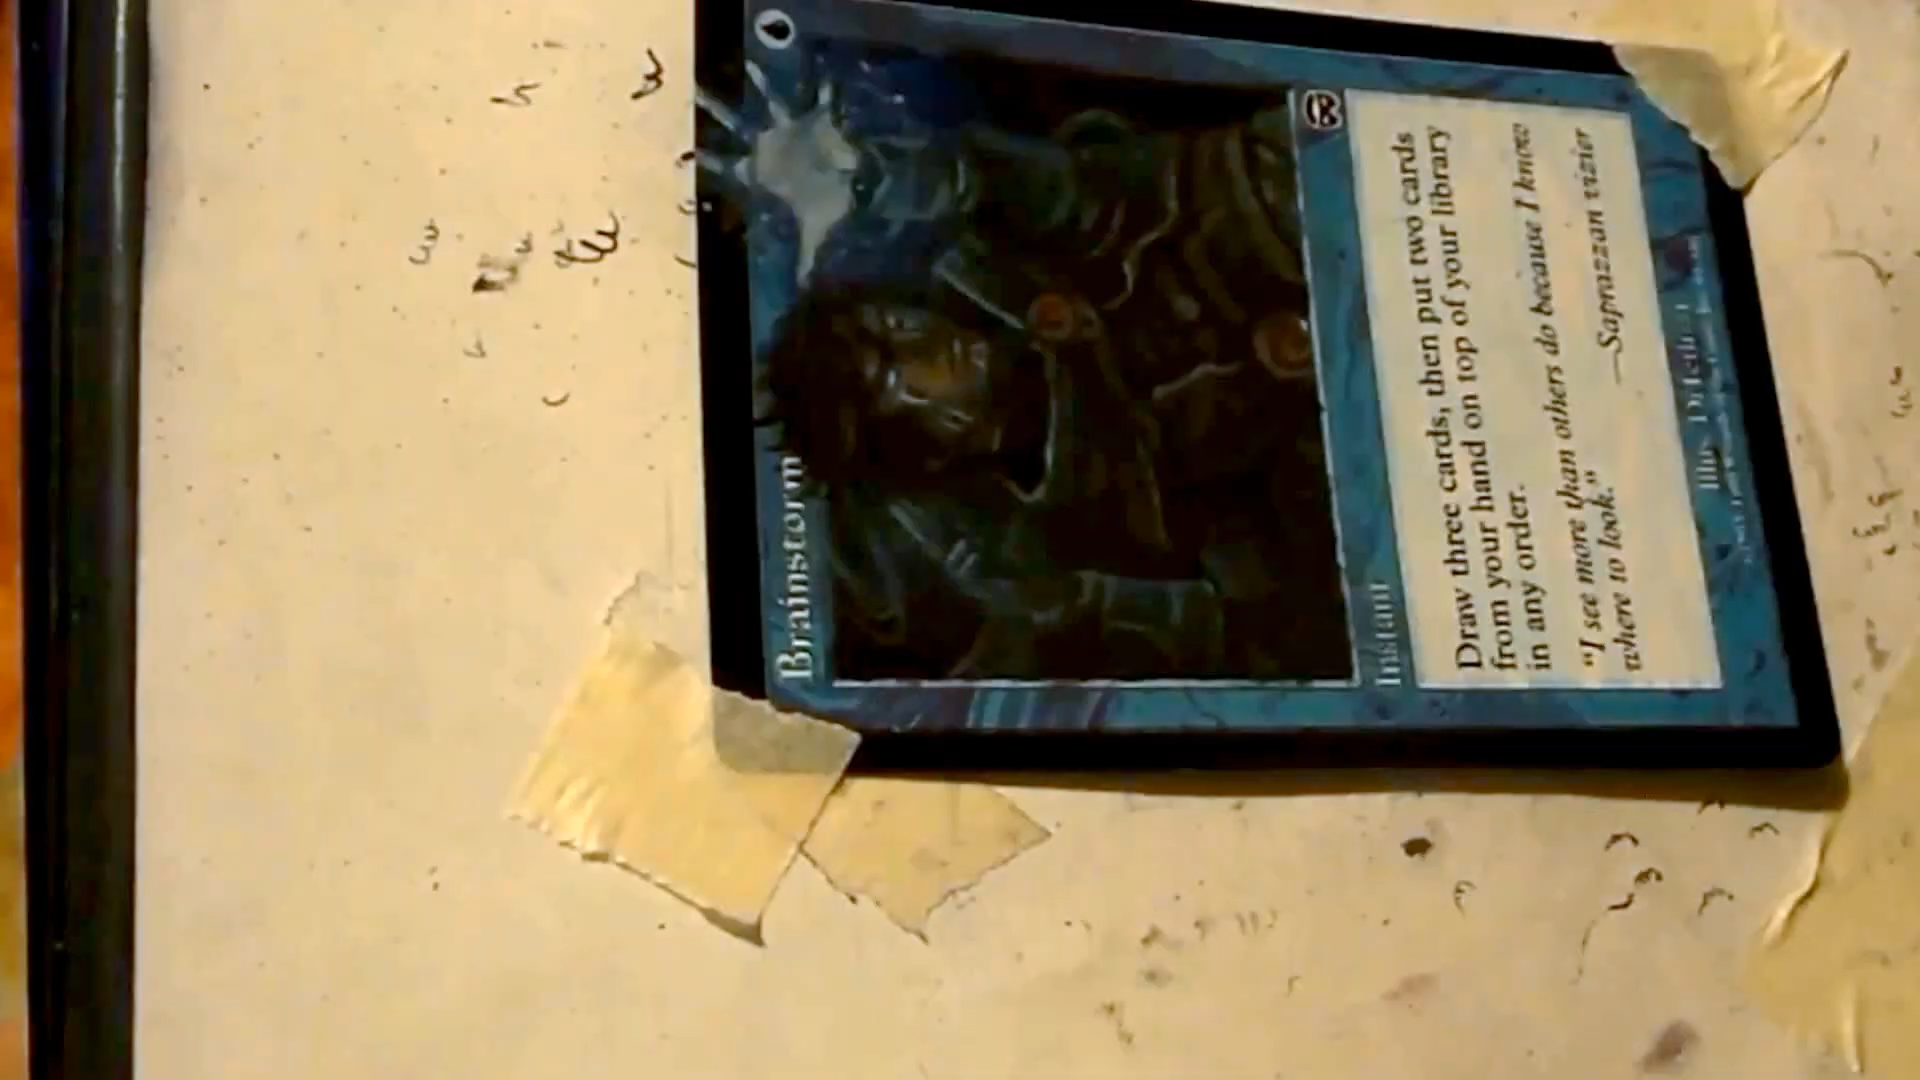 Brainstorm
Instant
Draw three cards, then put two cards
from your hand on top of your library
in any order.
"I see more than others do because I know
where to look."
—Saprazzan vizier
Illus.